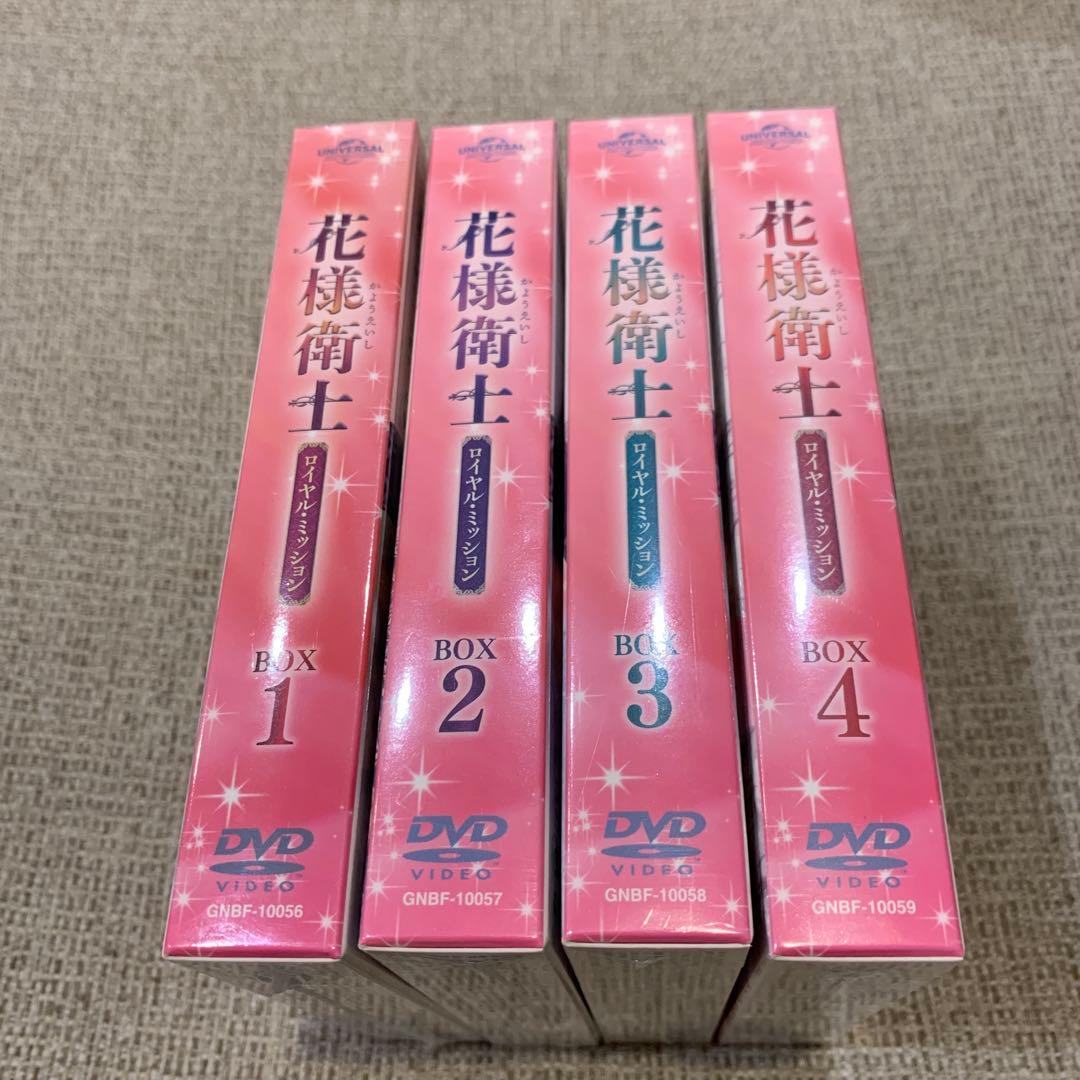 UNIVERSAL
花様衛士
かようえいし
ロイヤル・ミッション
BOX
1
DVD
VIDEO
GNBF-10056
UNIVERSAL
花様衛士
かようえいし
ロイヤル・ミッション
BOX
2
DVD
VIDEO
GNBF-10057
UNIVERSAL
花様衛士
かようえいし
ロイヤル・ミッション
BOX
3
DVD
VIDEO
GNBF-10058
UNIVERSAL
花様衛士
かようえいし
ロイヤル・ミッション
BOX
4
DVD
VIDEO
GNBF-10059